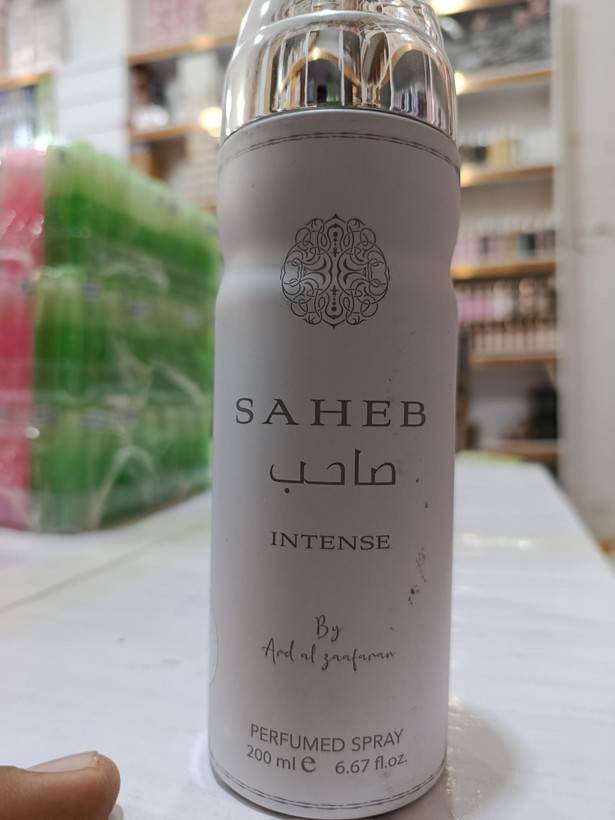 SAHEB
صاحب
INTENSE
By
Ard al zaafaran
PERFUMED SPRAY
200 ml e 6.67 fl.oz.